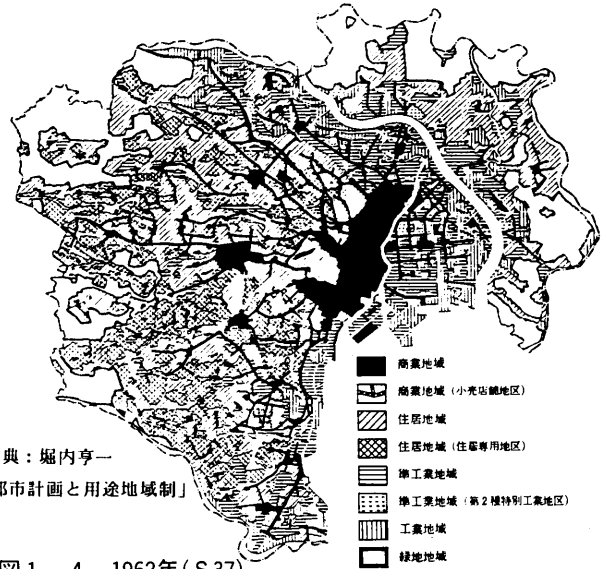 商業地域
商業地域(小売店舗地区)
住居地域
住居地域(住居専用地区)
準工業地域
準工業地域(第2種特別工業地区)
工業地域
緑地地域
典:堀内亨一
都市計画と用途地域制」
図1 4 1962年(S37)